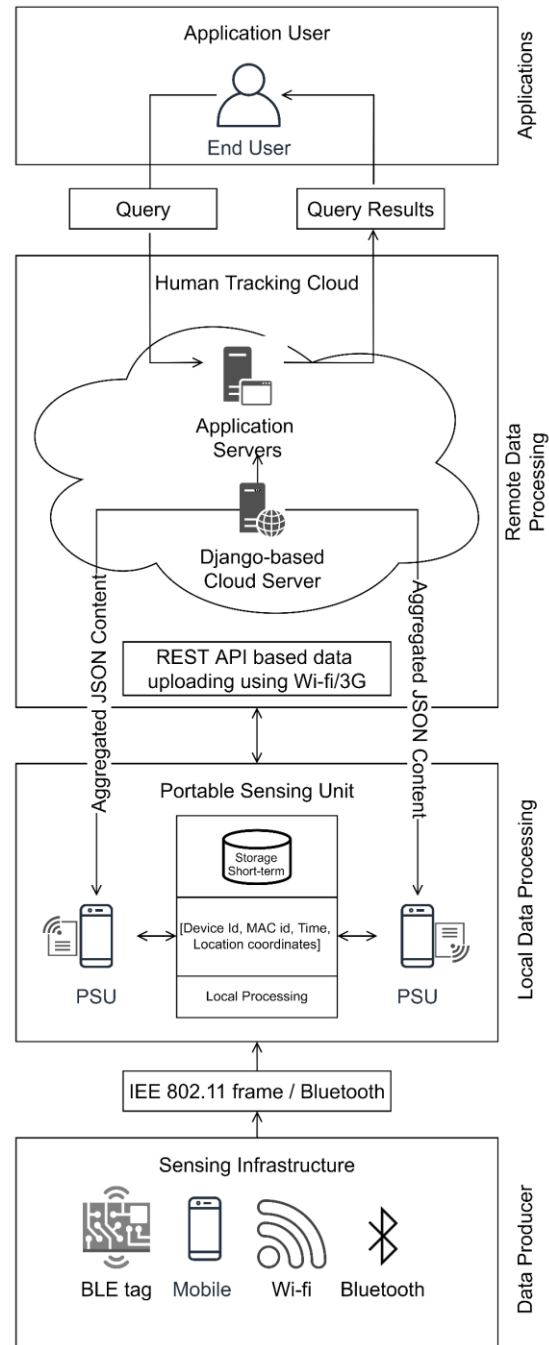 Application User
End User
Applications
Query
Query Results
Human Tracking Cloud
Application
Servers
Django-based
Cloud Server
Aggregated JSON Content
Aggregated JSON Content
REST API based data
uploading using Wi-fi/3G
Remote Data
Processing
Portable Sensing Unit
Storage
Short-term
[Device Id, MAC id, Time,
Location coordinates]
Local Processing
PSU
PSU
Local Data Processing
IEE 802.11 frame / Bluetooth
Sensing Infrastructure
BLE tag
Mobile
Wi-fi
Bluetooth
Data Producer